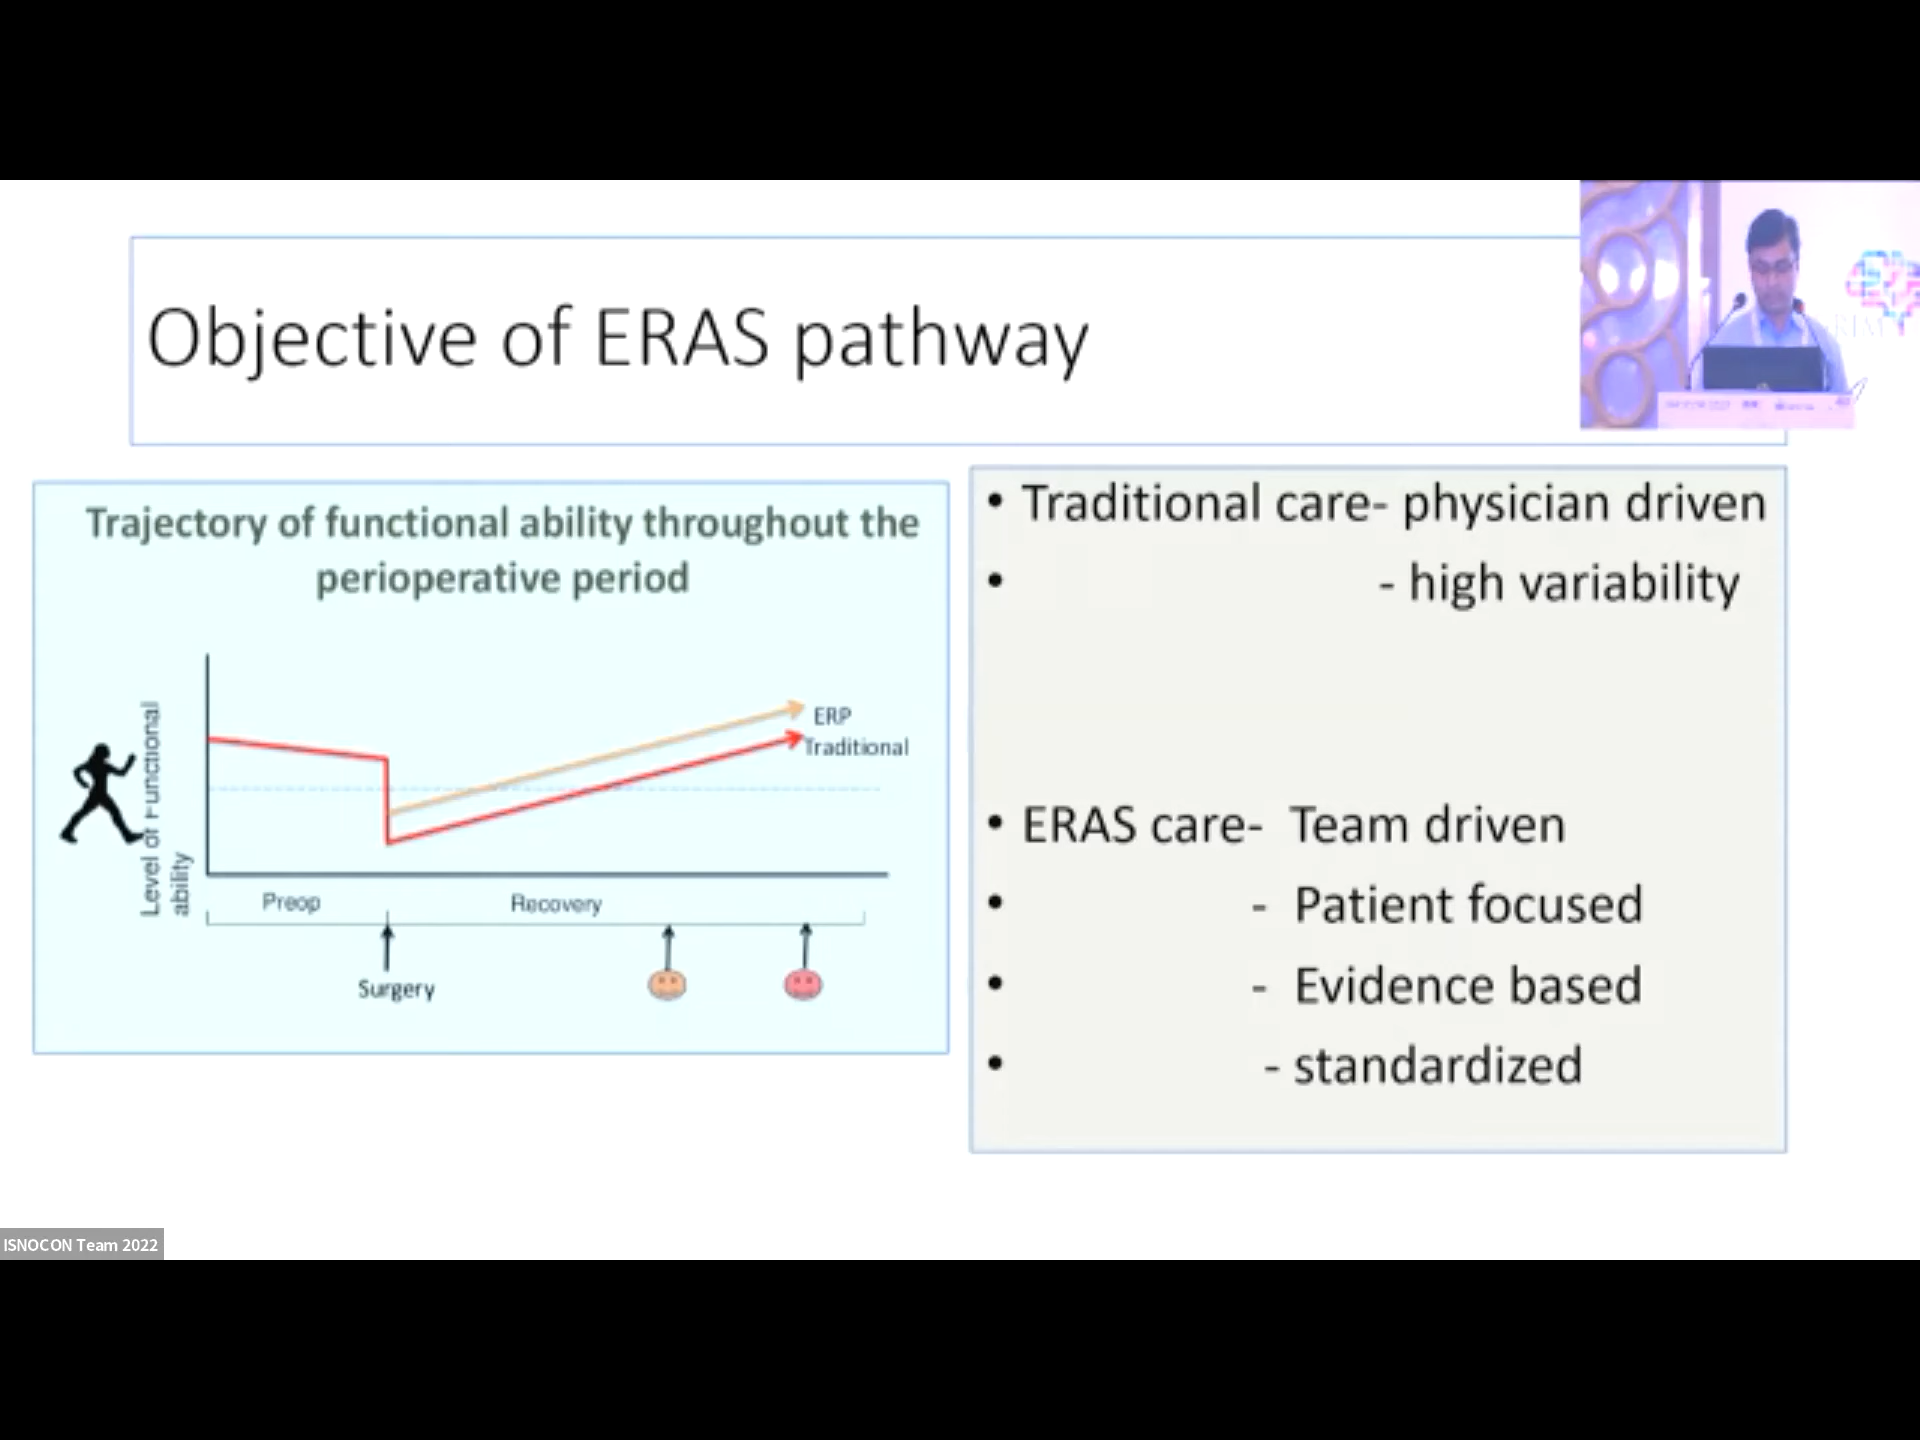 Objective of ERAS pathway
Trajectory of functional ability throughout the
perioperative period
Level of Functional
ability
ERP
Traditional
Preop
Recovery
Surgery
• Traditional care- physician driven
• - high variability
• ERAS care- Team driven
• - Patient focused
• - Evidence based
• - standardized
ISNOCON Team 2022